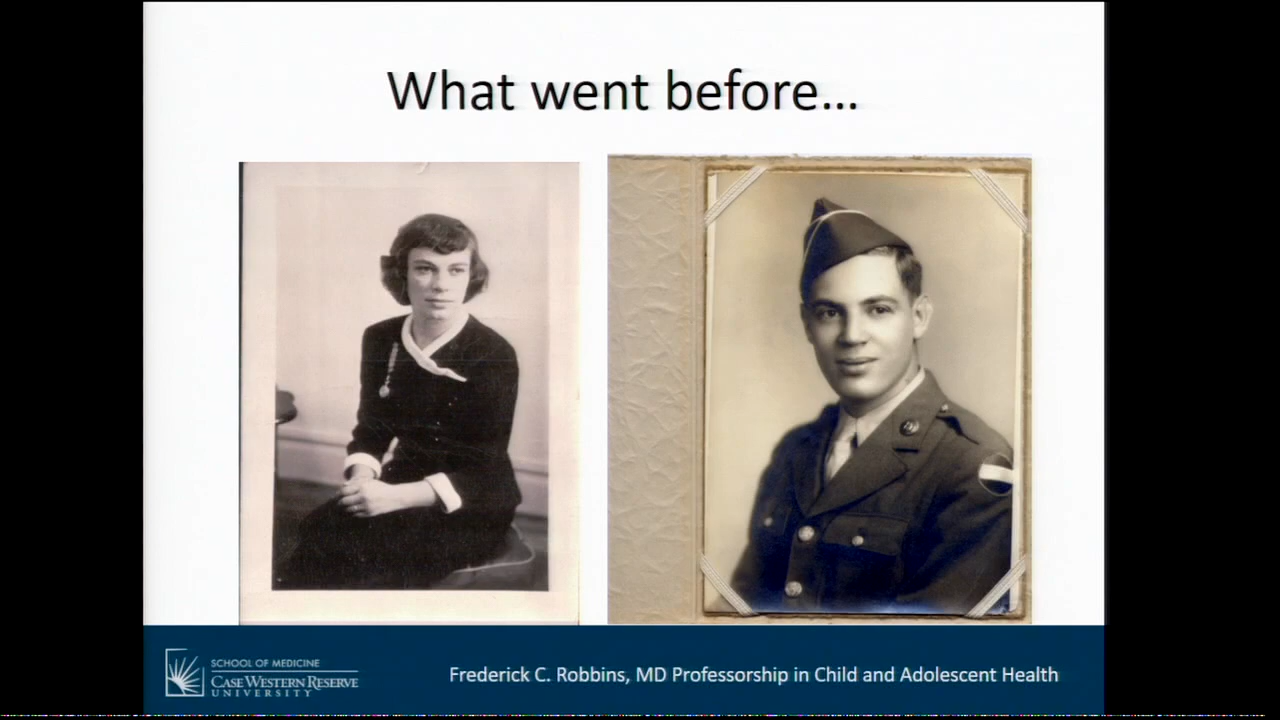 What went before...
SCHOOL OF MEDICINE
CASE WESTERN RESERVE
UNIVERSITY
Frederick C. Robbins, MD Professorship in Child and Adolescent Health